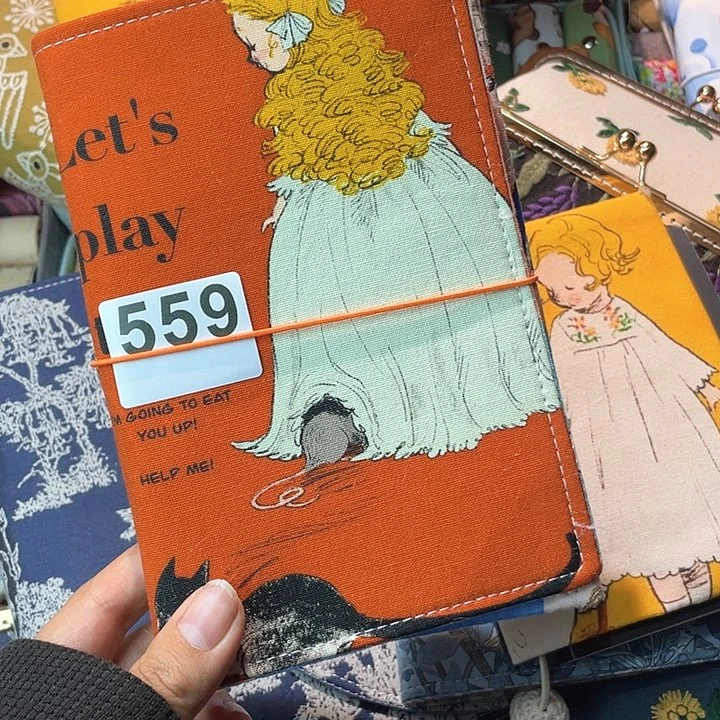 Let's
play
559
M GOING TO EAT
YOU UP!
HELP ME!